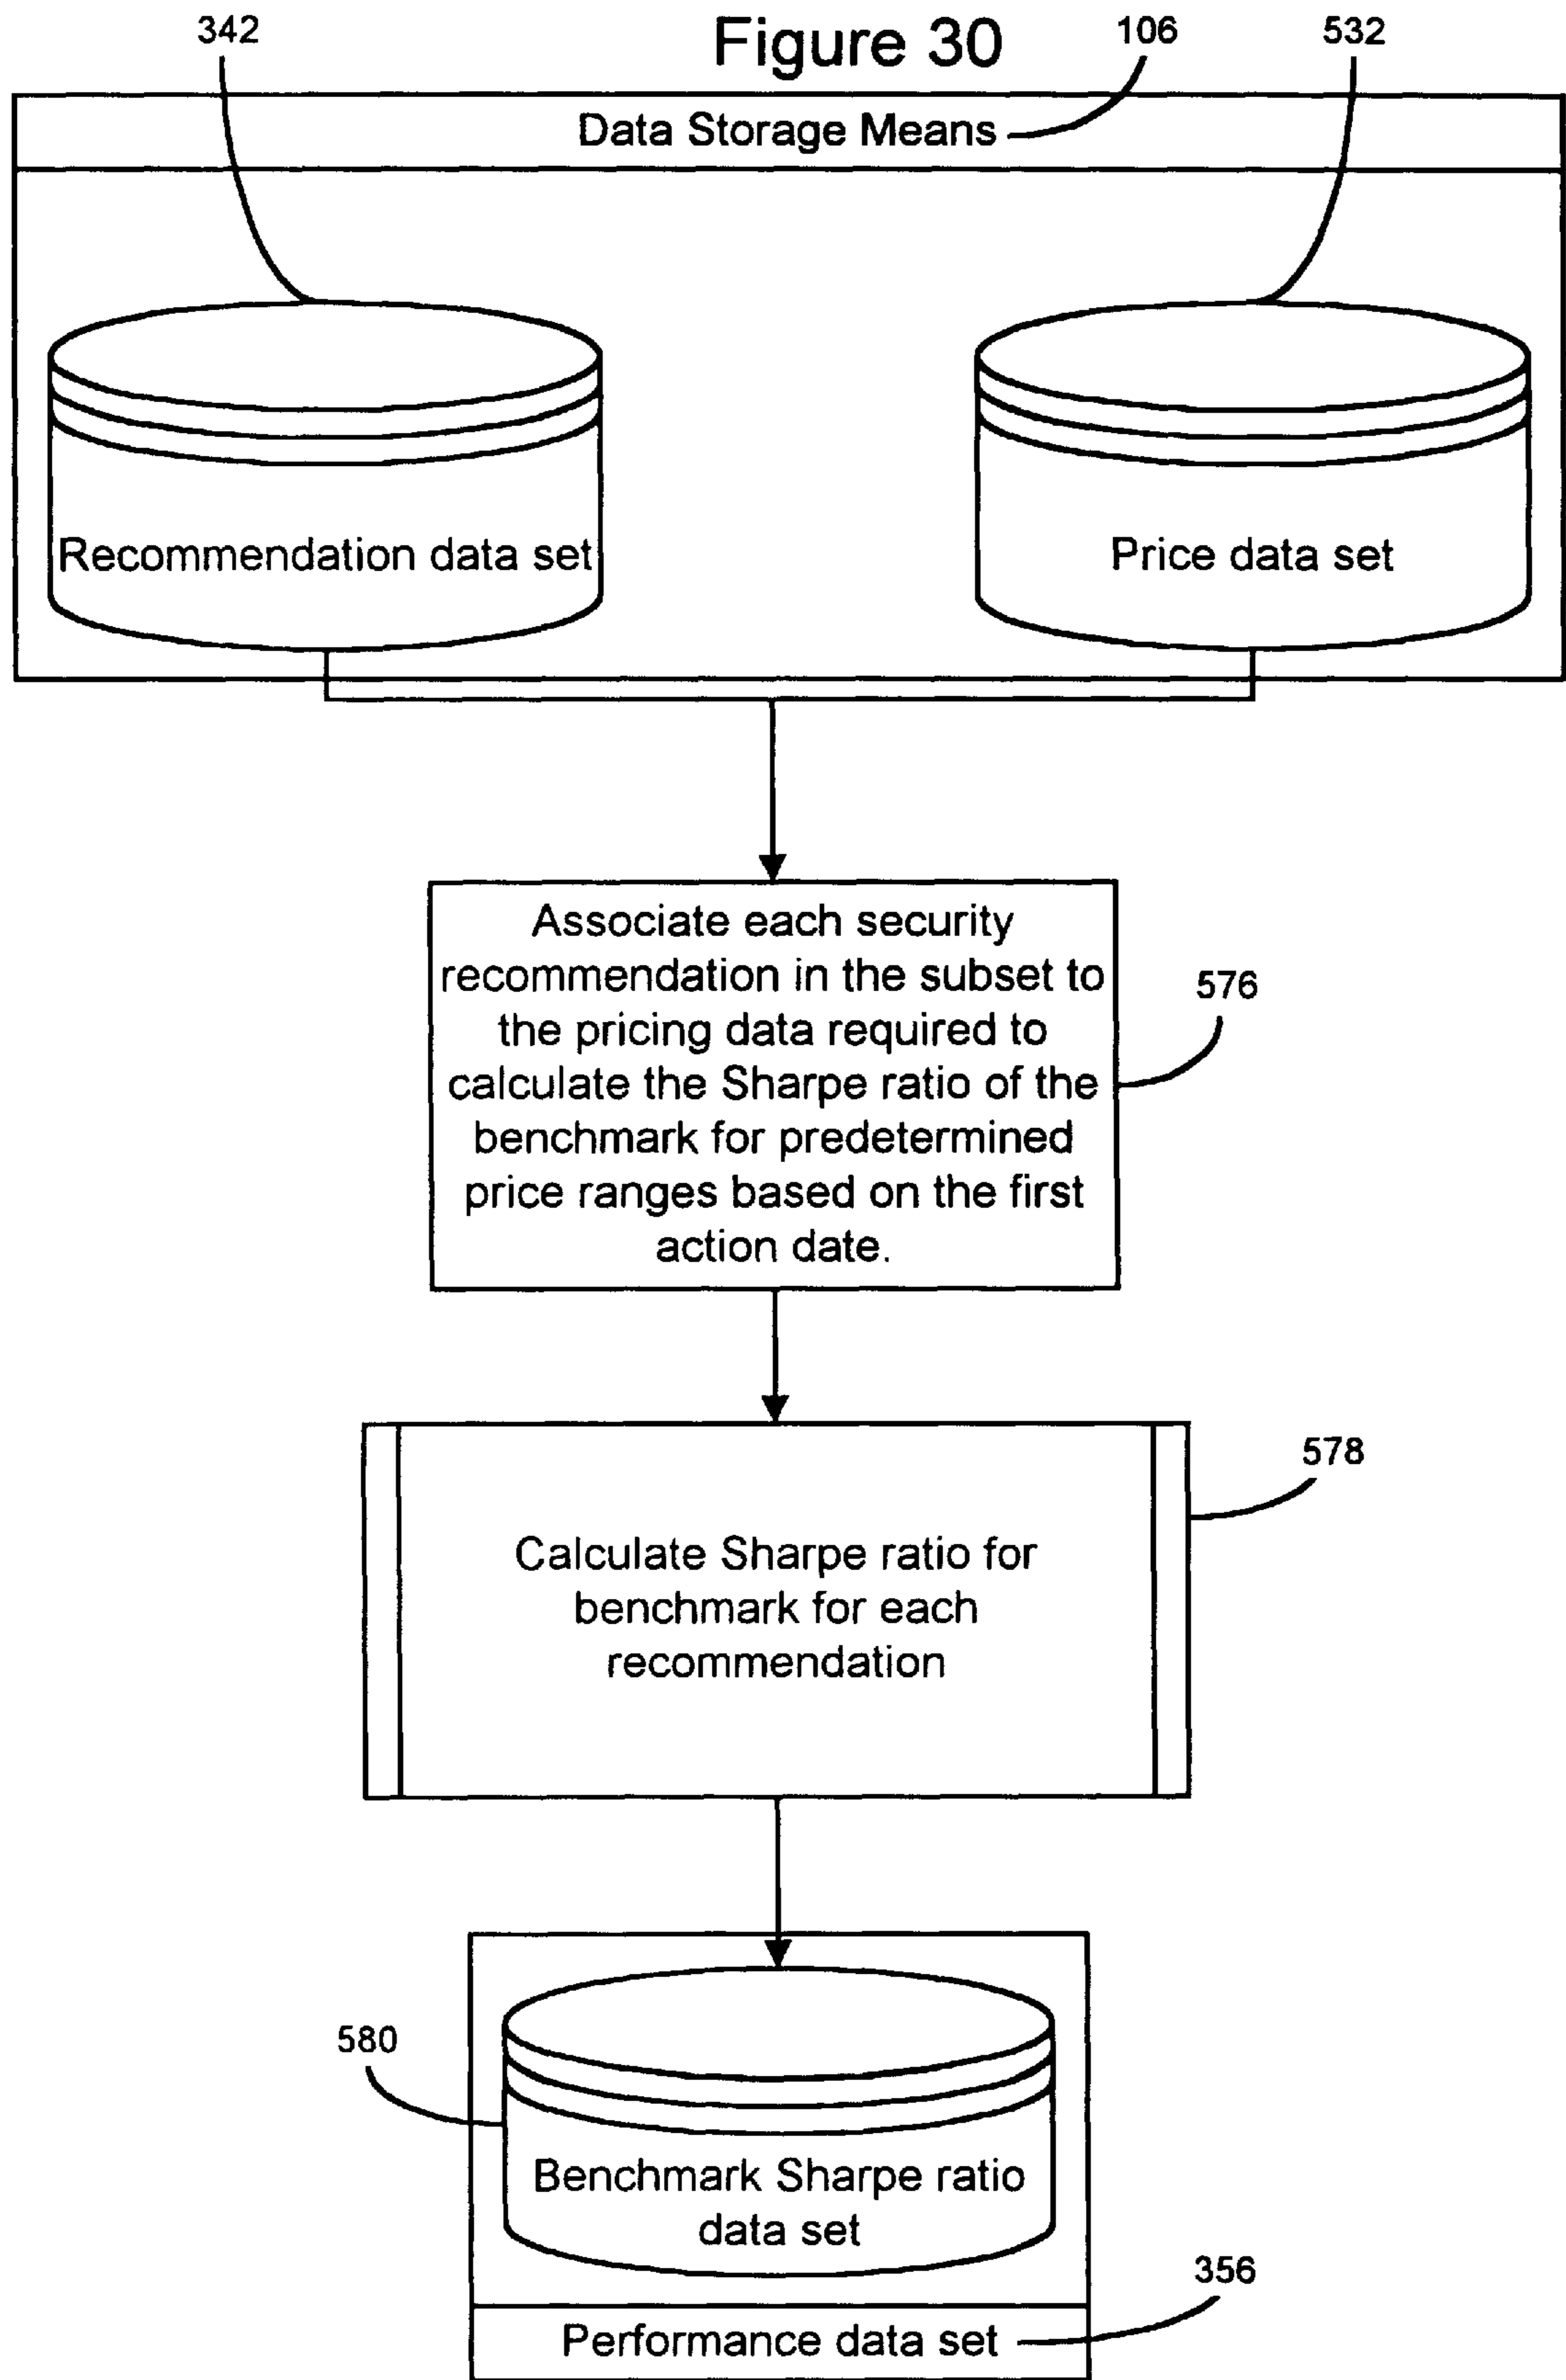 342
Figure 30
106
532
Data Storage Means
Recommendation data set
Price data set
Associate each security
recommendation in the subset to
the pricing data required to
calculate the Sharpe ratio of the
benchmark for predetermined
price ranges based on the first
action date.
576
578
Calculate Sharpe ratio for
benchmark for each
recommendation
580
Benchmark Sharpe ratio
data set
356
Performance data set